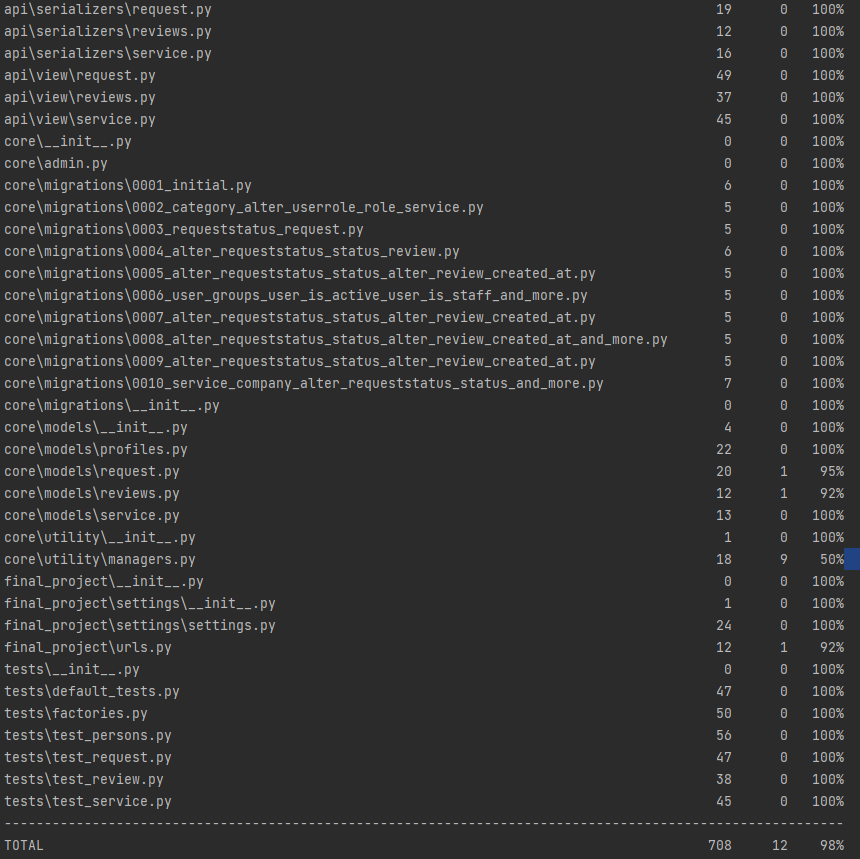 api\serializers\request.py 19 0 100%
api\serializers\reviews.py 12 0 100%
api\serializers\service.py 16 0 100%
api\view\request.py 49 0 100%
api\view\reviews.py 37 0 100%
api\view\service.py 45 0 100%
core\__init__.py 0 0 100%
core\admin.py 0 0 100%
core\migrations\0001_initial.py 6 0 100%
core\migrations\0002_category_alter_userrole_role_service.py 5 0 100%
core\migrations\0003_requeststatus_request.py 5 0 100%
core\migrations\0004_alter_requeststatus_status_review.py 6 0 100%
core\migrations\0005_alter_requeststatus_status_alter_review_created_at.py 5 0 100%
core\migrations\0006_user_groups_user_is_active_user_is_staff_and_more.py 5 0 100%
core\migrations\0007_alter_requeststatus_status_alter_review_created_at.py 5 0 100%
core\migrations\0008_alter_requeststatus_status_alter_review_created_at_and_more.py 5 0 100%
core\migrations\0009_alter_requeststatus_status_alter_review_created_at.py 5 0 100%
core\migrations\0010_service_company_alter_requeststatus_status_and_more.py 7 0 100%
core\migrations\__init__.py 0 0 100%
core\models\__init__.py 4 0 100%
core\models\profiles.py 22 0 100%
core\models\request.py 20 1 95%
core\models\reviews.py 12 1 92%
core\models\service.py 13 0 100%
core\utility\__init__.py 1 0 100%
core\utility\managers.py 18 9 50%
final_project\__init__.py 0 0 100%
final_project\settings\__init__.py 1 0 100%
final_project\settings\settings.py 24 0 100%
final_project\urls.py 12 1 92%
tests\__init__.py 0 0 100%
tests\default_tests.py 47 0 100%
tests\factories.py 50 0 100%
tests\test_persons.py 56 0 100%
tests\test_request.py 47 0 100%
tests\test_review.py 38 0 100%
tests\test_service.py 45 0 100%
---------------------------------------------------------------------------------------------------------
TOTAL 708 12 98%